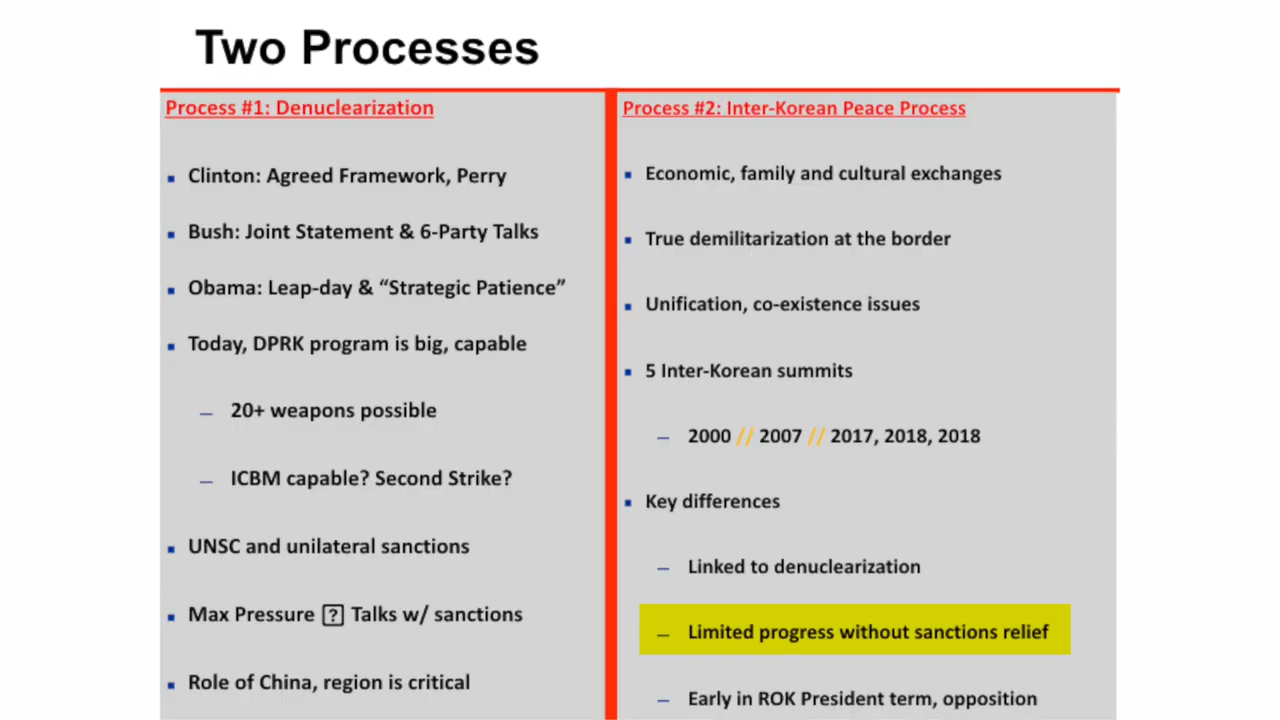 Two Processes
Process #1: Denuclearization
Clinton: Agreed Framework, Perry
Bush: Joint Statement & 6-Party Talks
Obama: Leap-day & “Strategic Patience”
Today, DPRK program is big, capable
– 20+ weapons possible
– ICBM capable? Second Strike?
UNSC and unilateral sanctions
Max Pressure ⍰ Talks w/ sanctions
Role of China, region is critical
Process #2: Inter-Korean Peace Process
Economic, family and cultural exchanges
True demilitarization at the border
Unification, co-existence issues
5 Inter-Korean summits
– 2000 // 2007 // 2017, 2018, 2018
Key differences
– Linked to denuclearization
– Limited progress without sanctions relief
– Early in ROK President term, opposition